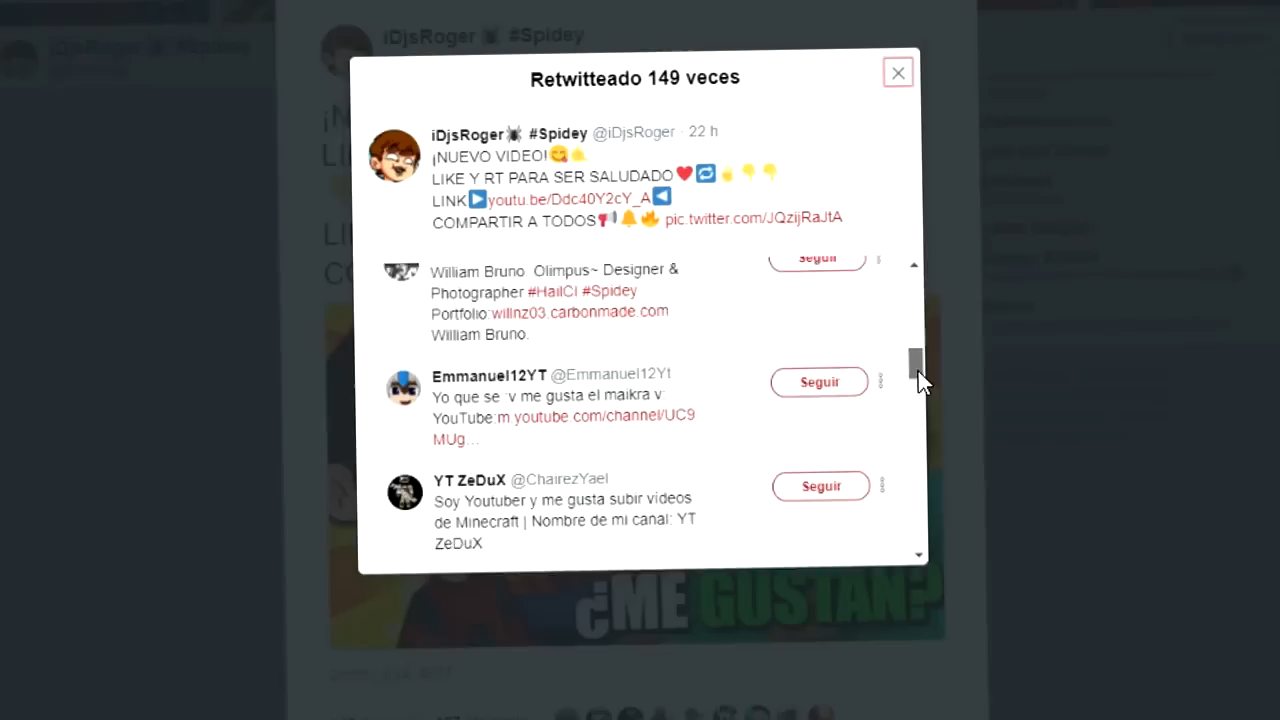 iDjsRoger #Spidey
Retwitteado 149 veces
iDjsRoger🕷 #Spidey @iDjsRoger · 22 h
¡NUEVO VIDEO!😋👈
LIKE Y RT PARA SER SALUDADO❤🔁☝👇👇
LINK▶youtu.be/Ddc40Y2cY_A◀
COMPARTIR A TODOS📢🔔🔥 pic.twitter.com/JQzijRaJtA
Seguir
William Bruno. Olimpus~ Designer &
Photographer #HailCI #Spidey
Portfolio:willnz03.carbonmade.com
William Bruno.
Emmanuel12YT @Emmanuel12Yt
Seguir
Yo que se :v me gusta el maikra v:
YouTube:m.youtube.com/channel/UC9
MUg…
YT ZeDuX @ChairezYael
Seguir
Soy Youtuber y me gusta subir videos
de Minecraft | Nombre de mi canal: YT
ZeDuX
¿ME GUSTAN?